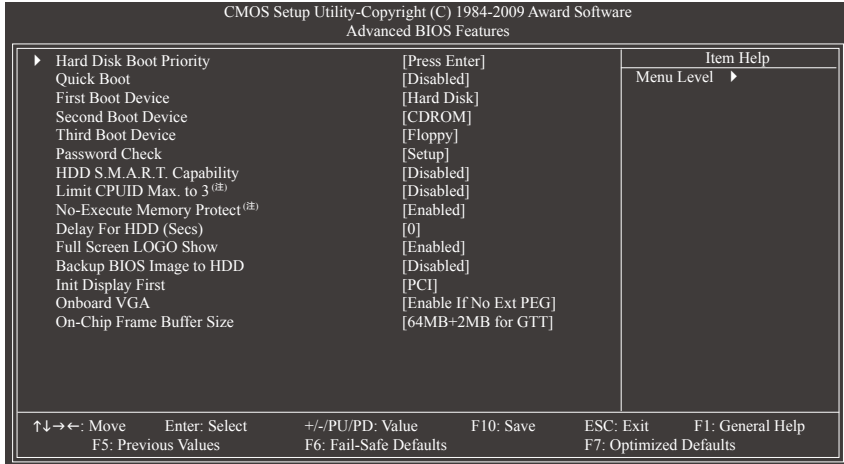 CMOS Setup Utility-Copyright (C) 1984-2009 Award Software
Advanced BIOS Features
▶ Hard Disk Boot Priority [Press Enter]
Quick Boot [Disabled]
First Boot Device [Hard Disk]
Second Boot Device [CDROM]
Third Boot Device [Floppy]
Password Check [Setup]
HDD S.M.A.R.T. Capability [Disabled]
Limit CPUID Max. to 3 (注) [Disabled]
No-Execute Memory Protect (注) [Enabled]
Delay For HDD (Secs) [0]
Full Screen LOGO Show [Enabled]
Backup BIOS Image to HDD [Disabled]
Init Display First [PCI]
Onboard VGA [Enable If No Ext PEG]
On-Chip Frame Buffer Size [64MB+2MB for GTT]
Item Help
Menu Level ▶
↑↓→←: Move Enter: Select +/-/PU/PD: Value F10: Save ESC: Exit F1: General Help
F5: Previous Values F6: Fail-Safe Defaults F7: Optimized Defaults